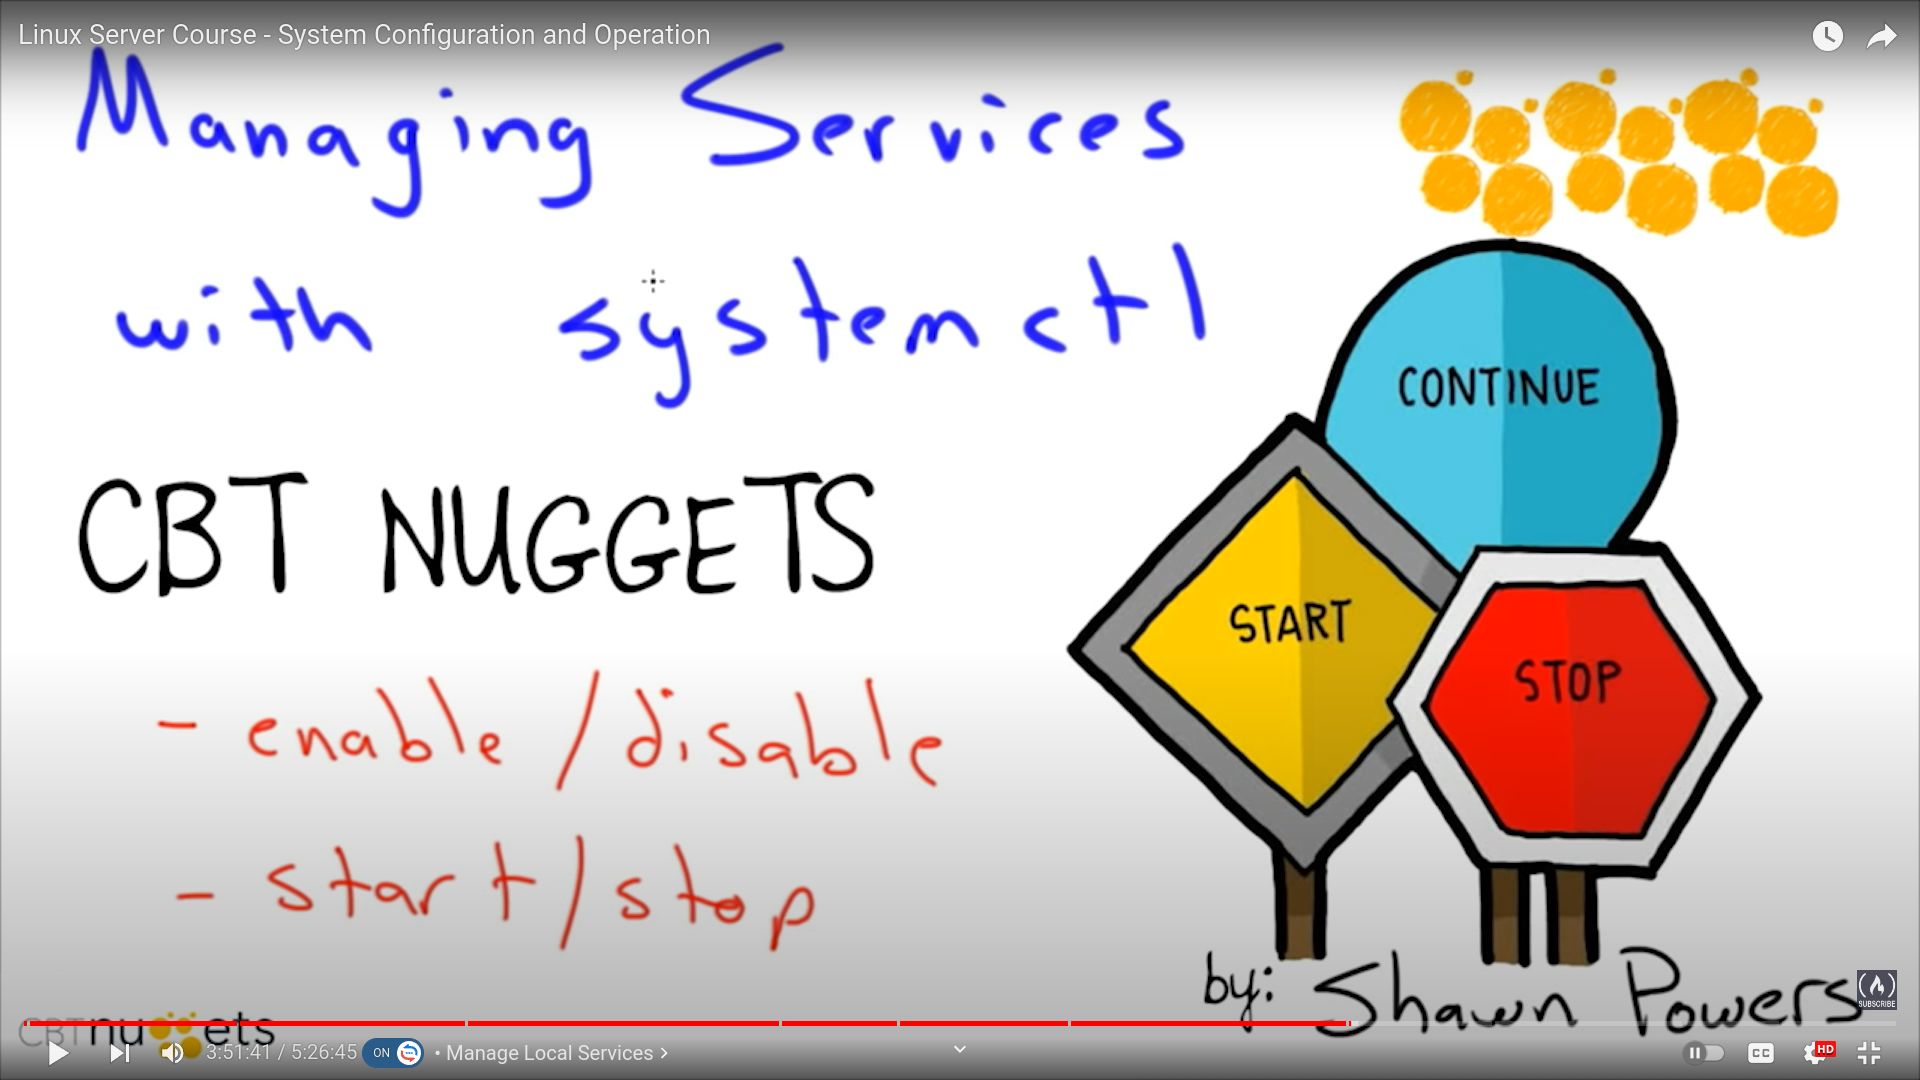 Linux Server Course - System Configuration and Operation
Managing Services
with systemctl
CONTINUE
CBT NUGGETS
START
STOP
- enable/disable
- start/stop
by: Shawn Powers
SUBSCRIBE
CBTnuggets
3:51:41 / 5:26:45 ON • Manage Local Services > CC HD